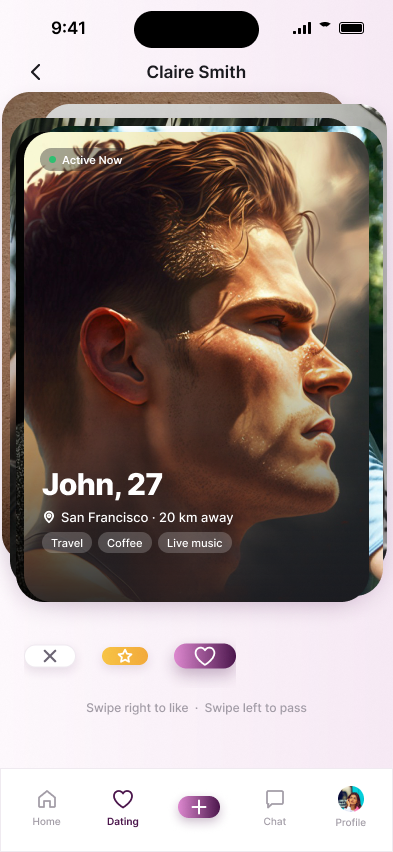 9:41
Claire Smith
Active Now
John, 27
San Francisco · 20 km away
Travel Coffee Live music
Swipe right to like · Swipe left to pass
Home Dating Chat Profile